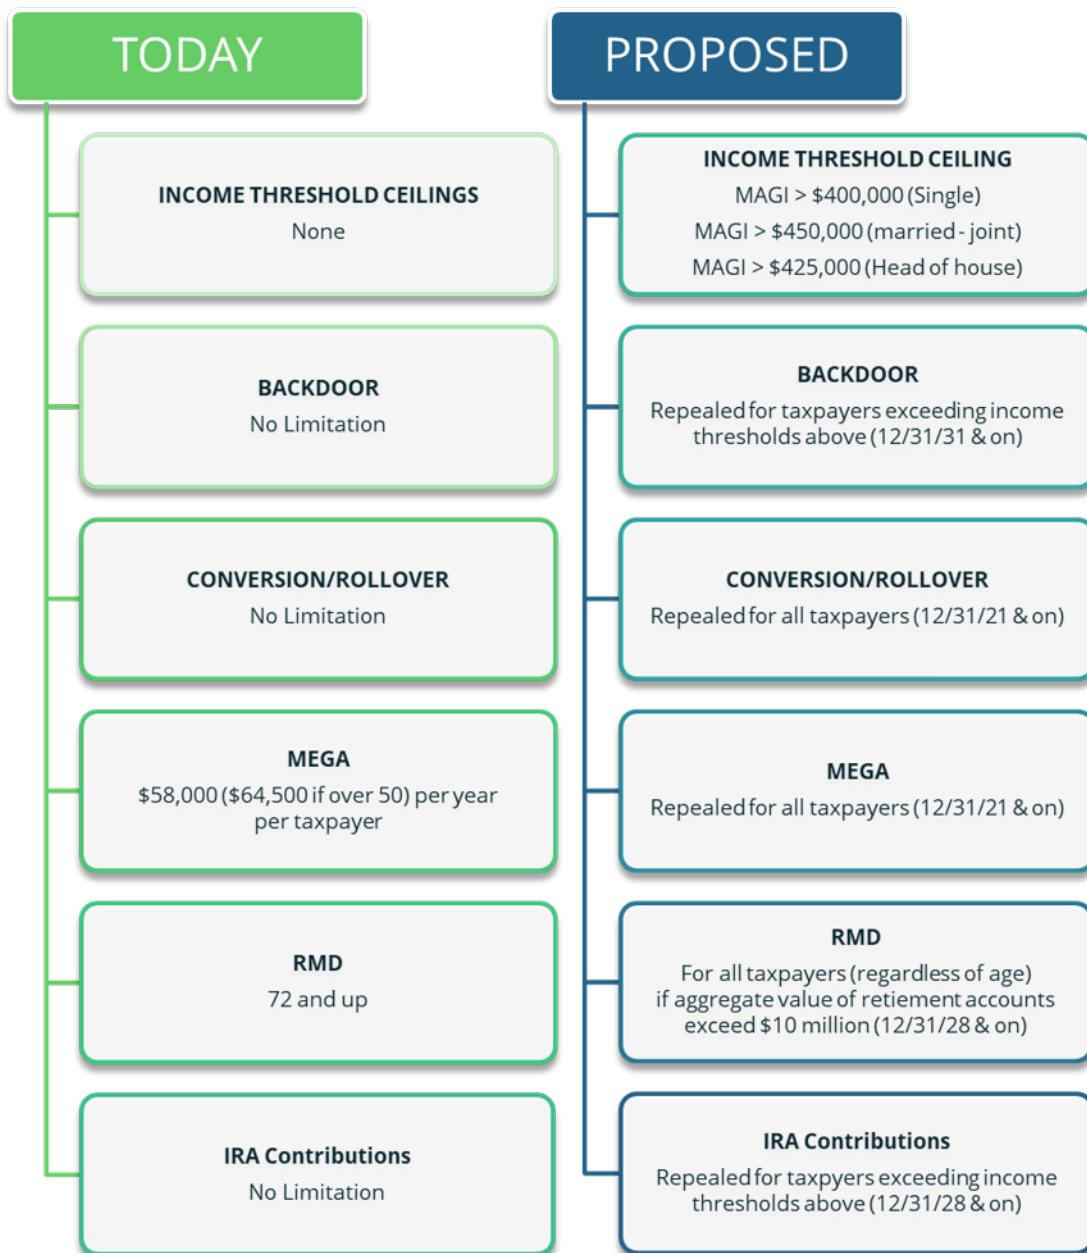 TODAY
INCOME THRESHOLD CEILINGS
None
BACKDOOR
No Limitation
CONVERSION/ROLLOVER
No Limitation
MEGA
$58,000 ($64,500 if over 50) per year
per taxpayer
RMD
72 and up
IRA Contributions
No Limitation
PROPOSED
INCOME THRESHOLD CEILING
MAGI > $400,000 (Single)
MAGI > $450,000 (married - joint)
MAGI > $425,000 (Head of house)
BACKDOOR
Repealed for taxpayers exceeding income
thresholds above (12/31/31 & on)
CONVERSION/ROLLOVER
Repealed for all taxpayers (12/31/21 & on)
MEGA
Repealed for all taxpayers (12/31/21 & on)
RMD
For all taxpayers (regardless of age)
if aggregate value of retiement accounts
exceed $10 million (12/31/28 & on)
IRA Contributions
Repealed for taxpyers exceeding income
thresholds above (12/31/28 & on)